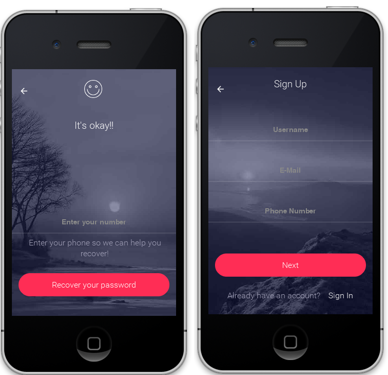 It's okay!!
Enter your number
Enter your phone so we can help you
recover!
Recover your password
Sign Up
Username
E-Mail
Phone Number
Next
Already have an account? Sign In